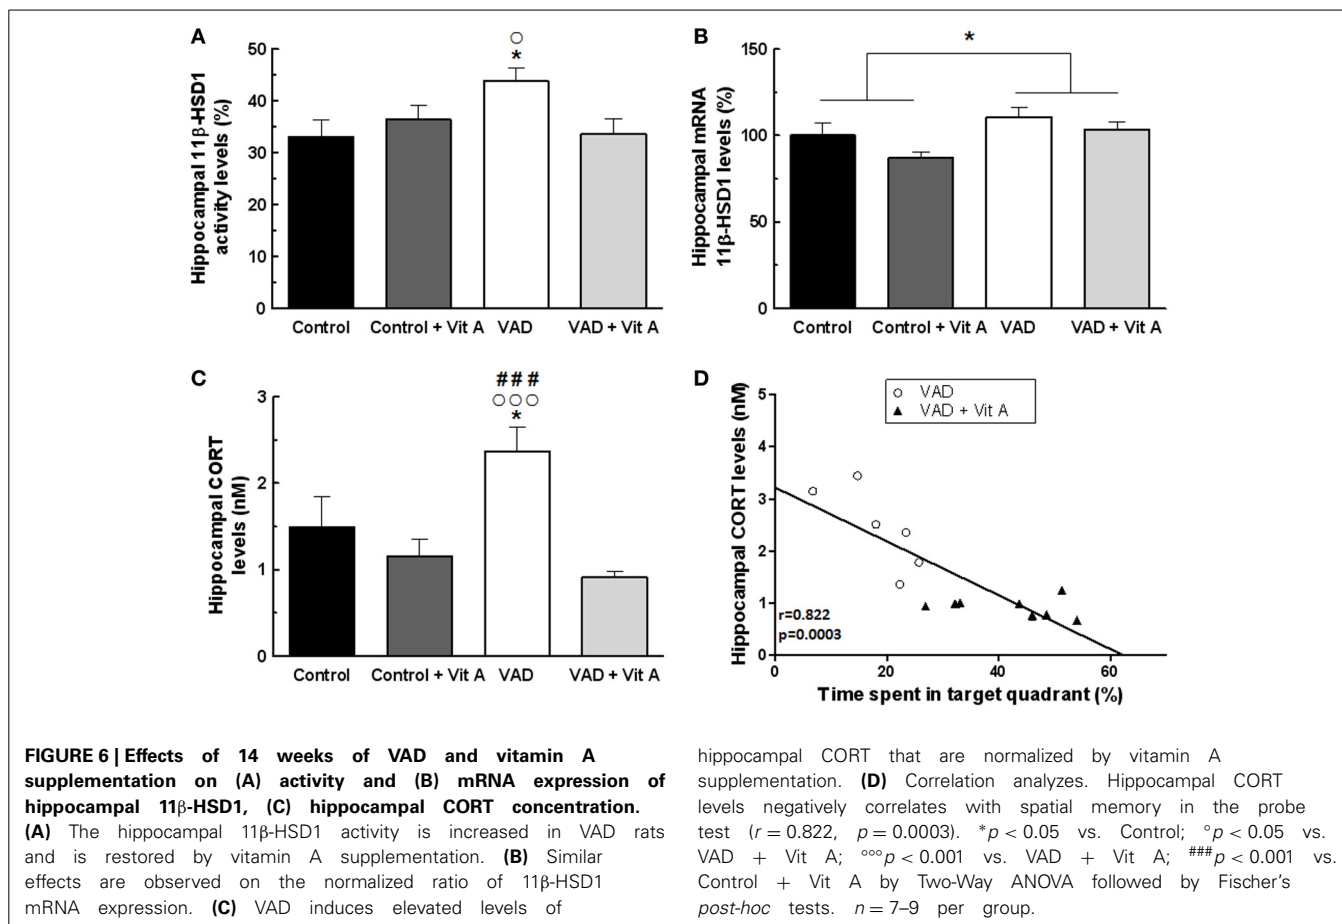 A
Hippocampal 11β-HSD1
activity levels (%)
50
40
30
20
10
0
○
*
Control
Control + Vit A
VAD
VAD + Vit A
B
Hippocampal mRNA
11β-HSD1 levels (%)
150
100
50
0
*
Control
Control + Vit A
VAD
VAD + Vit A
C
Hippocampal CORT
levels (nM)
3
2
1
0
###
○○○
*
Control
Control + Vit A
VAD
VAD + Vit A
D
Hippocampal CORT levels (nM)
5
4
3
2
1
0
○ VAD
▲ VAD + Vit A
r=0.822
p=0.0003
0 20 40 60
Time spent in target quadrant (%)
FIGURE 6 | Effects of 14 weeks of VAD and vitamin A
supplementation on (A) activity and (B) mRNA expression of
hippocampal 11β-HSD1, (C) hippocampal CORT concentration.
(A) The hippocampal 11β-HSD1 activity is increased in VAD rats
and is restored by vitamin A supplementation. (B) Similar
effects are observed on the normalized ratio of 11β-HSD1
mRNA expression. (C) VAD induces elevated levels of
hippocampal CORT that are normalized by vitamin A
supplementation. (D) Correlation analyzes. Hippocampal CORT
levels negatively correlates with spatial memory in the probe
test (r = 0.822, p = 0.0003). *p < 0.05 vs. Control; °p < 0.05 vs.
VAD + Vit A; °°°p < 0.001 vs. VAD + Vit A; ###p < 0.001 vs.
Control + Vit A by Two-Way ANOVA followed by Fischer's
post-hoc tests. n = 7–9 per group.